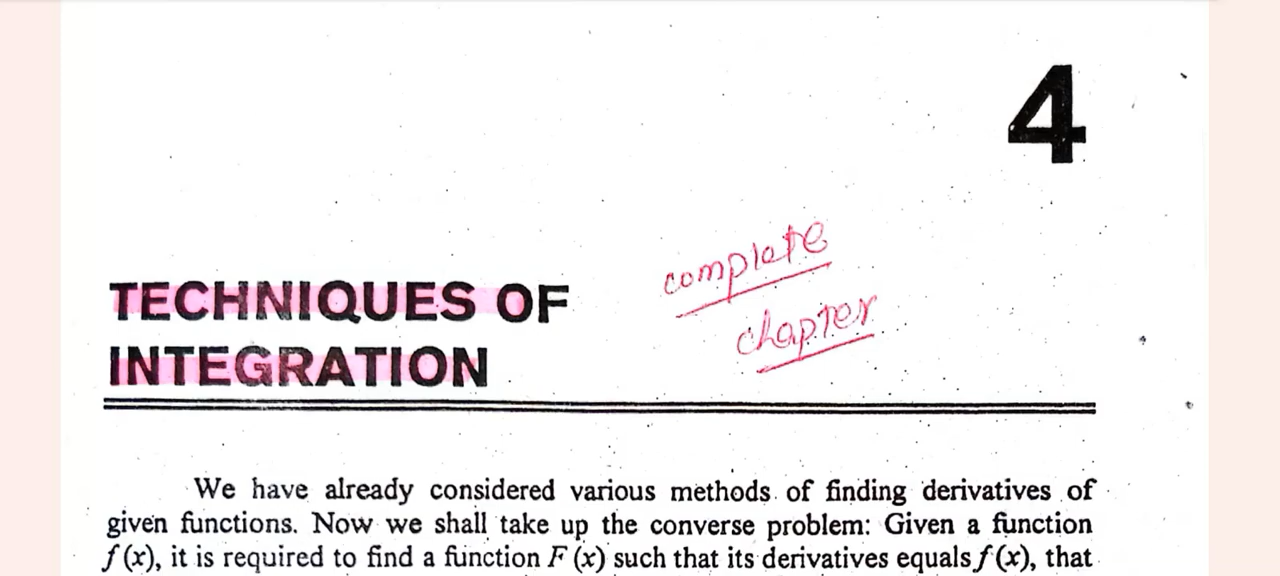 4
complete
chapter
TECHNIQUES OF
INTEGRATION
We have already considered various methods of finding derivatives of
given functions. Now we shall take up the converse problem: Given a function
f (x), it is required to find a function F (x) such that its derivatives equals f (x), that